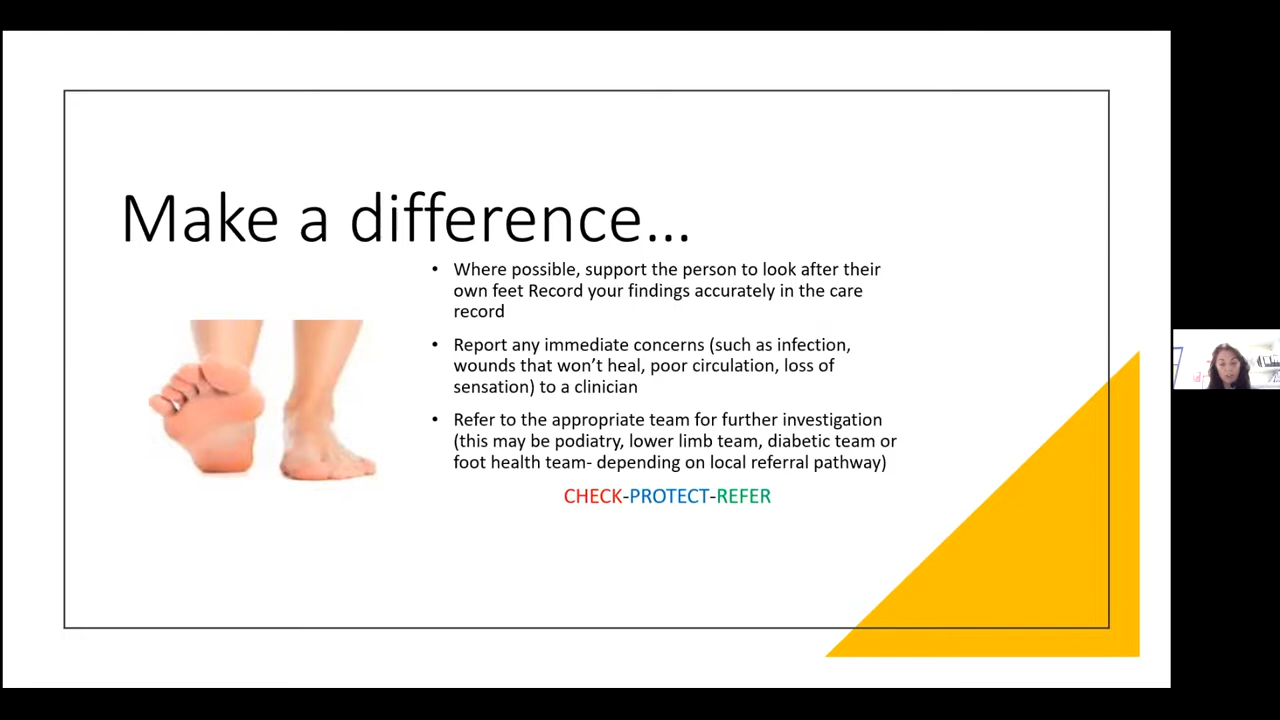 Make a difference...
• Where possible, support the person to look after their
own feet Record your findings accurately in the care
record
• Report any immediate concerns (such as infection,
wounds that won't heal, poor circulation, loss of
sensation) to a clinician
• Refer to the appropriate team for further investigation
(this may be podiatry, lower limb team, diabetic team or
foot health team- depending on local referral pathway)
CHECK-PROTECT-REFER